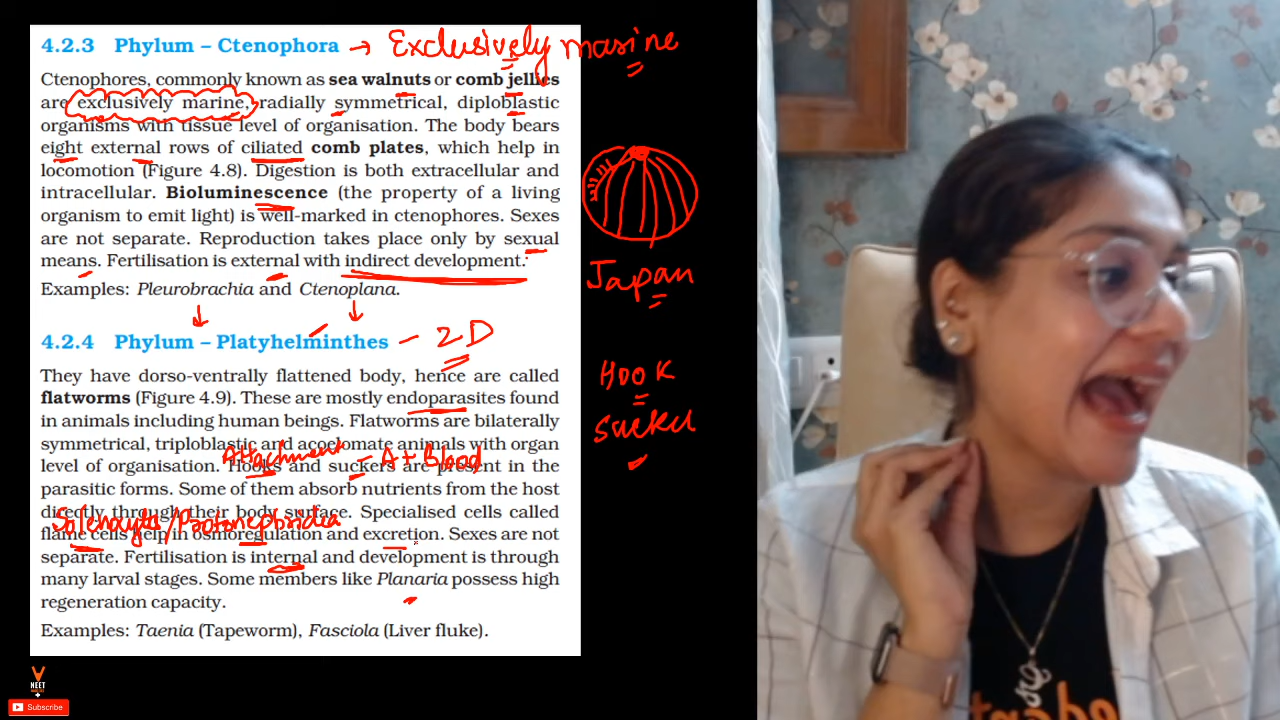 4.2.3 Phylum – Ctenophora → Exclusively marine
Ctenophores, commonly known as sea walnuts or comb jellies
are exclusively marine, radially symmetrical, diploblastic
organisms with tissue level of organisation. The body bears
eight external rows of ciliated comb plates, which help in
locomotion (Figure 4.8). Digestion is both extracellular and
intracellular. Bioluminescence (the property of a living
organism to emit light) is well-marked in ctenophores. Sexes
are not separate. Reproduction takes place only by sexual
means. Fertilisation is external with indirect development.
Japan
Examples: Pleurobrachia and Ctenoplana.
4.2.4 Phylum – Platyhelminthes – 2D
They have dorso-ventrally flattened body, hence are called
HOOK
flatworms (Figure 4.9). These are mostly endoparasites found
in animals including human beings. Flatworms are bilaterally
Sucker
symmetrical, triploblastic and acoelomate animals with organ
Attachment – A + Blood
level of organisation. Hooks and suckers are present in the
parasitic forms. Some of them absorb nutrients from the host
directly through their body surface. Specialised cells called
Solenocytes/Protonephridia
flame cells help in osmoregulation and excretion. Sexes are not
separate. Fertilisation is internal and development is through
many larval stages. Some members like Planaria possess high
regeneration capacity.
Examples: Taenia (Tapeworm), Fasciola (Liver fluke).
NEET
Subscribe